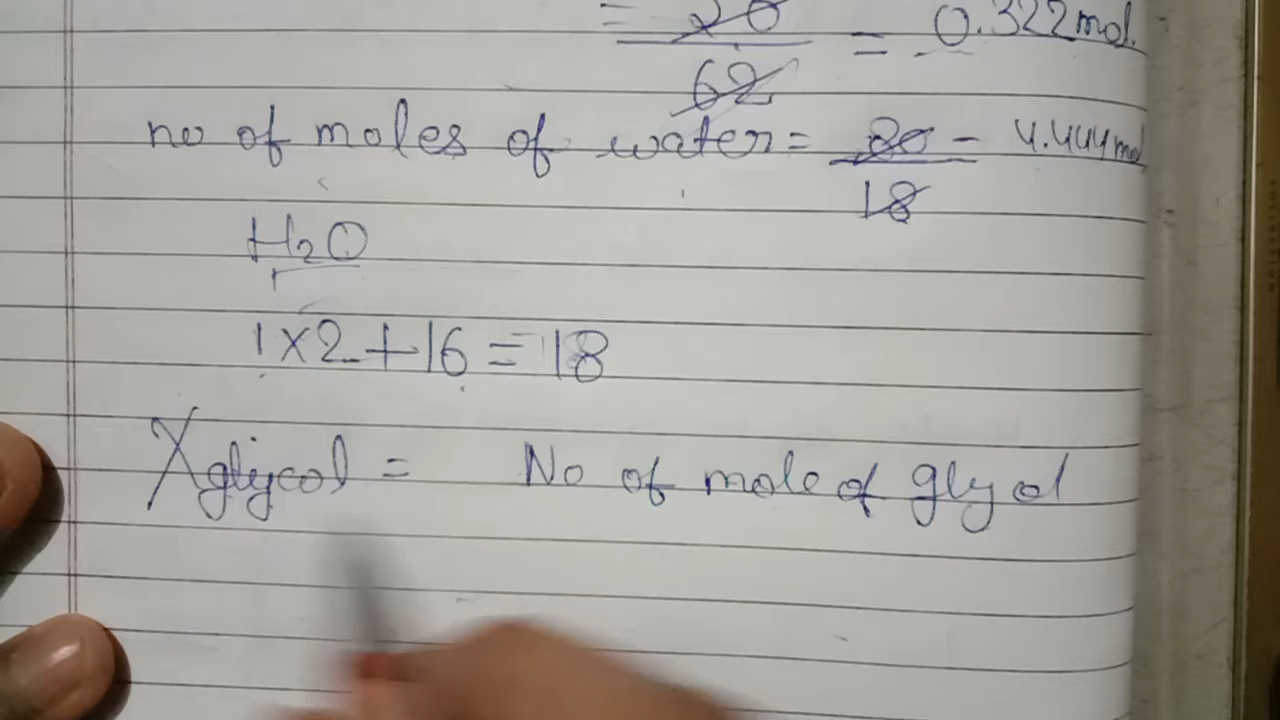 = 20 = 0.322 mol.
62
no of moles of water = 80 = 4.444 mol
18
H₂O
1×2+16=18
Xglycol = No of mole of glycol